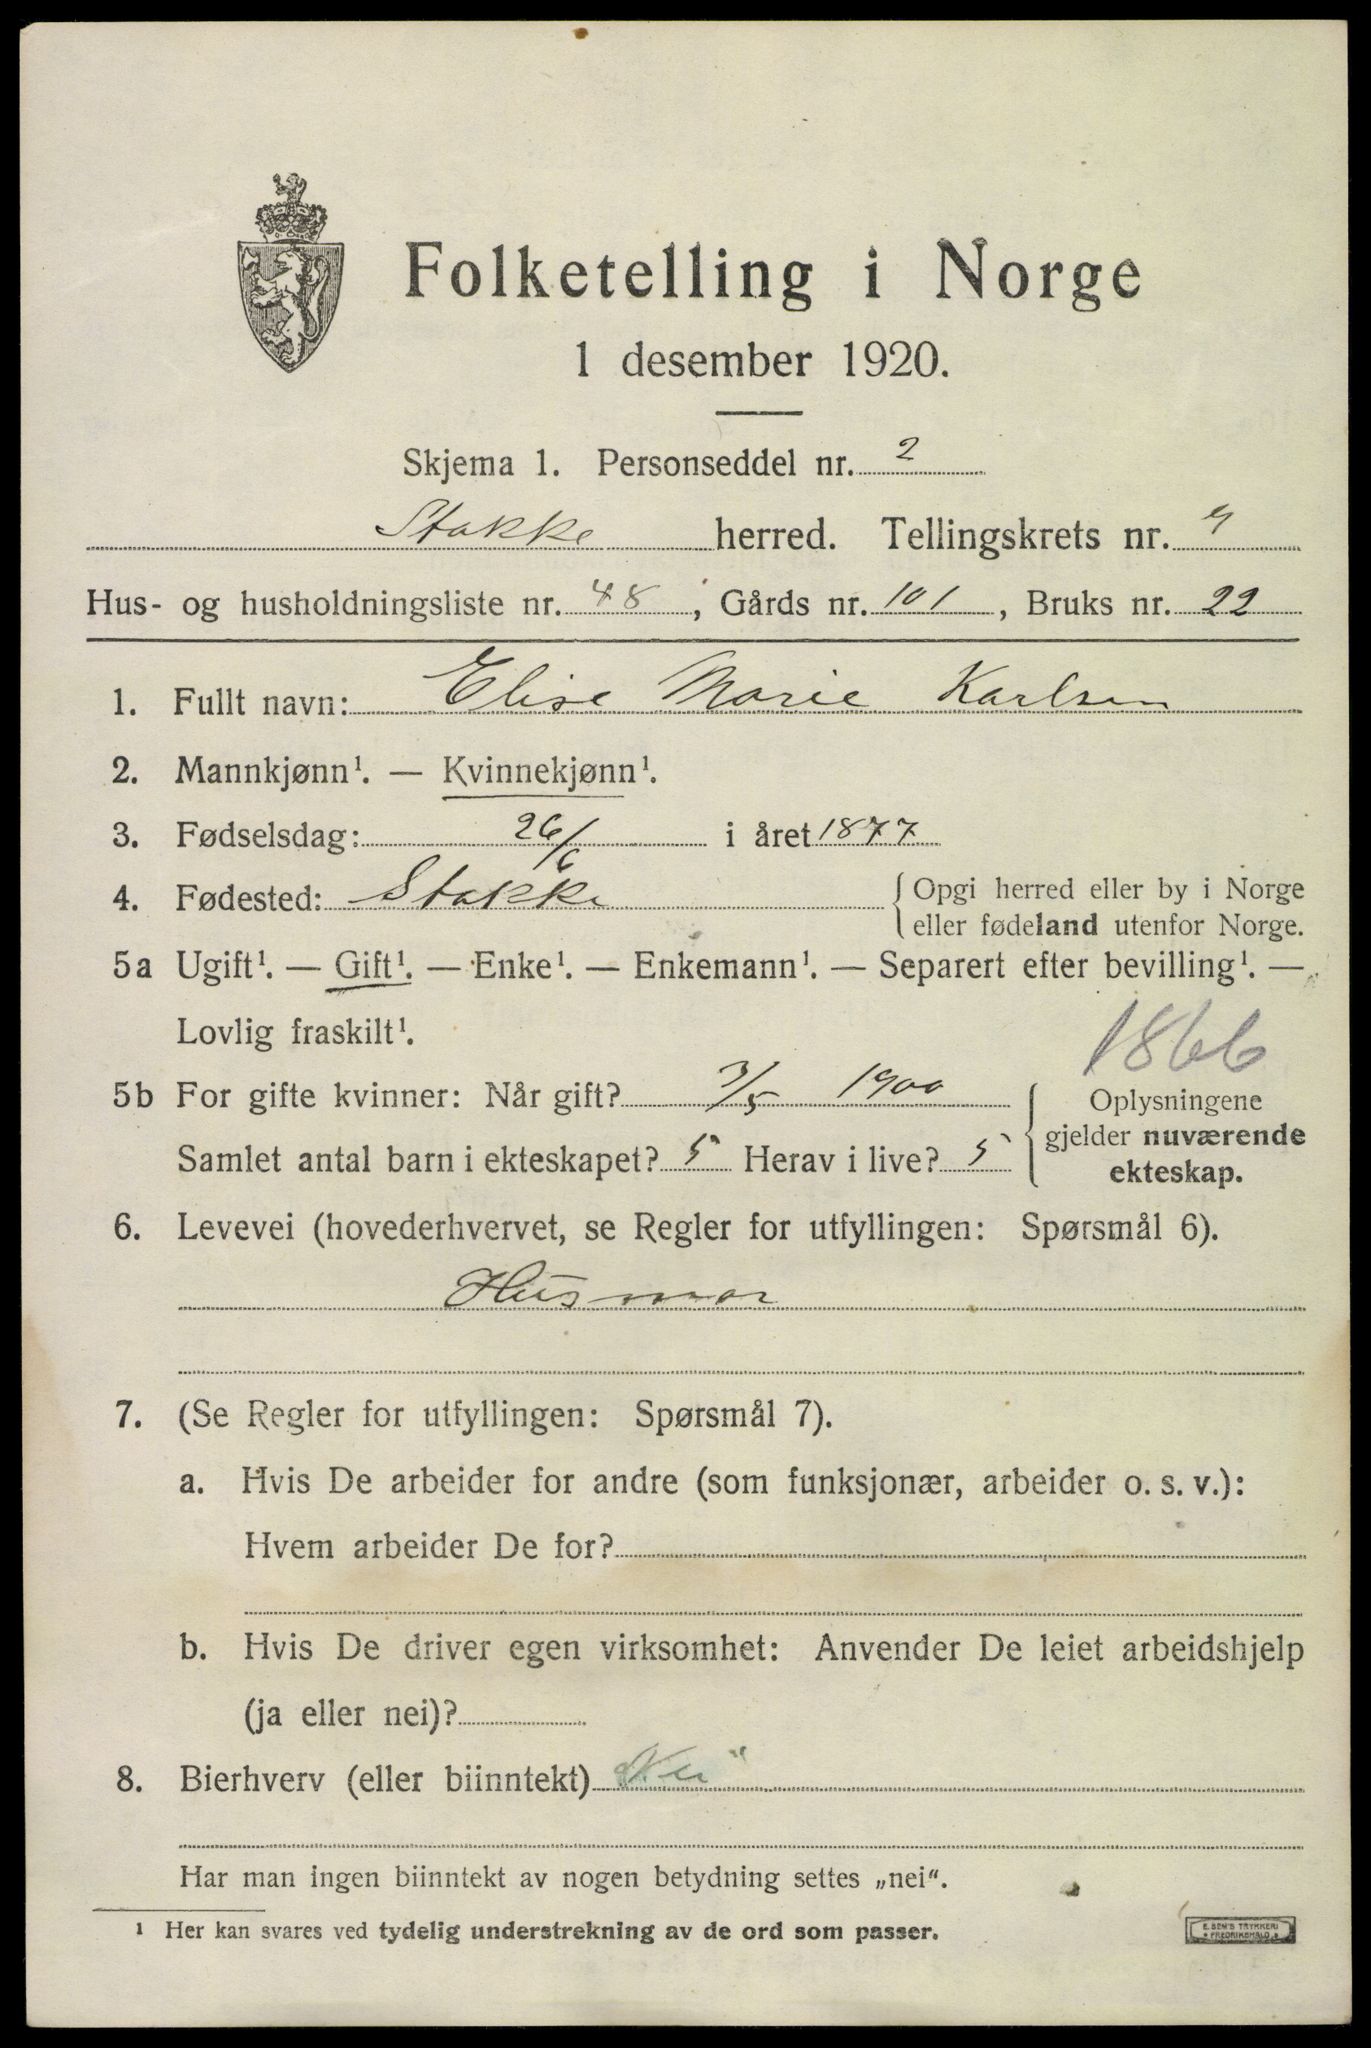 Folketelling i Norge
1 desember 1920.
Skjema 1. Personseddel nr. 2
Stokke herred. Tellingskrets nr. 9
Hus- og husholdningsliste nr. 48, Gårds nr. 101, Bruks nr. 22
1. Fullt navn: Elise Marie Karlsen
2. Mannkjønn¹. — Kvinnekjønn¹.
3. Fødselsdag: 26/6 i året 1877
4. Fødested: Stokke { Opgi herred eller by i Norge
eller fødeland utenfor Norge.
5a Ugift¹. — Gift¹. — Enke¹. — Enkemann¹. — Separert efter bevilling¹. —
Lovlig fraskilt¹.
1866
5b For gifte kvinner: Når gift? 3/5 1900 { Oplysningene
gjelder nuværende
Samlet antal barn i ekteskapet? 5 Herav i live? 5 ekteskap.
6. Levevei (hovederhvervet, se Regler for utfyllingen: Spørsmål 6).
Husmor
7. (Se Regler for utfyllingen: Spørsmål 7).
a. Hvis De arbeider for andre (som funksjonær, arbeider o. s. v.):
Hvem arbeider De for?
b. Hvis De driver egen virksomhet: Anvender De leiet arbeidshjelp
(ja eller nei)?
8. Bierhverv (eller biinntekt) Nei"
Har man ingen biinntekt av nogen betydning settes „nei“.
¹ Her kan svares ved tydelig understrekning av de ord som passer.
E. SEM'S TRYKKERI
FREDRIKSHALD